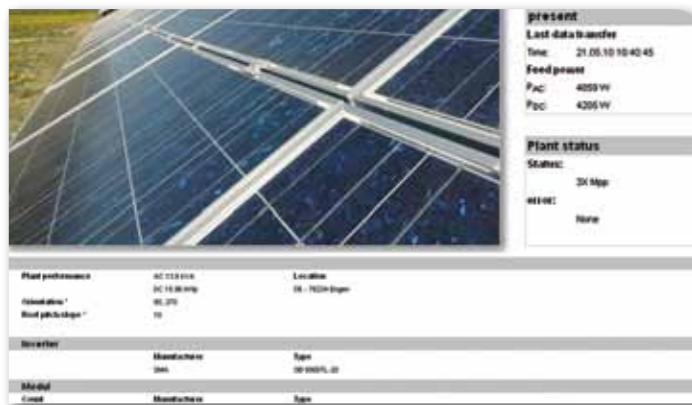 present
Last data transfer
Time: 21.05.10 10:40:45
Feed power
PAC: 4059 W
PDC: 4205 W
Plant status
Status:
3X Mpp
error:
None
Plant performance
Location
Orientation °
Roof pitch slope °
Inverter
Manufacturer Type
SMA
Modul
Count Manufacturer Type